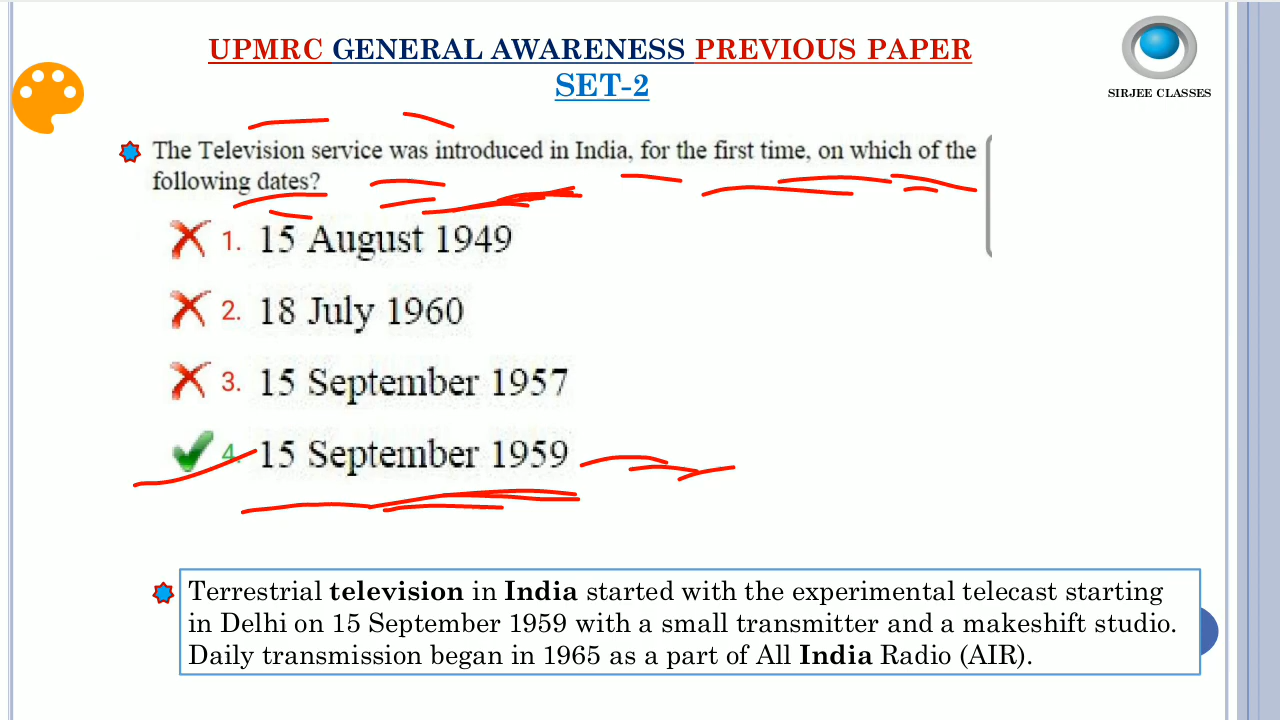 UPMRC GENERAL AWARENESS PREVIOUS PAPER
SET-2
SIRJEE CLASSES
The Television service was introduced in India, for the first time, on which of the
following dates?
1. 15 August 1949
2. 18 July 1960
3. 15 September 1957
4. 15 September 1959
Terrestrial television in India started with the experimental telecast starting
in Delhi on 15 September 1959 with a small transmitter and a makeshift studio.
Daily transmission began in 1965 as a part of All India Radio (AIR).